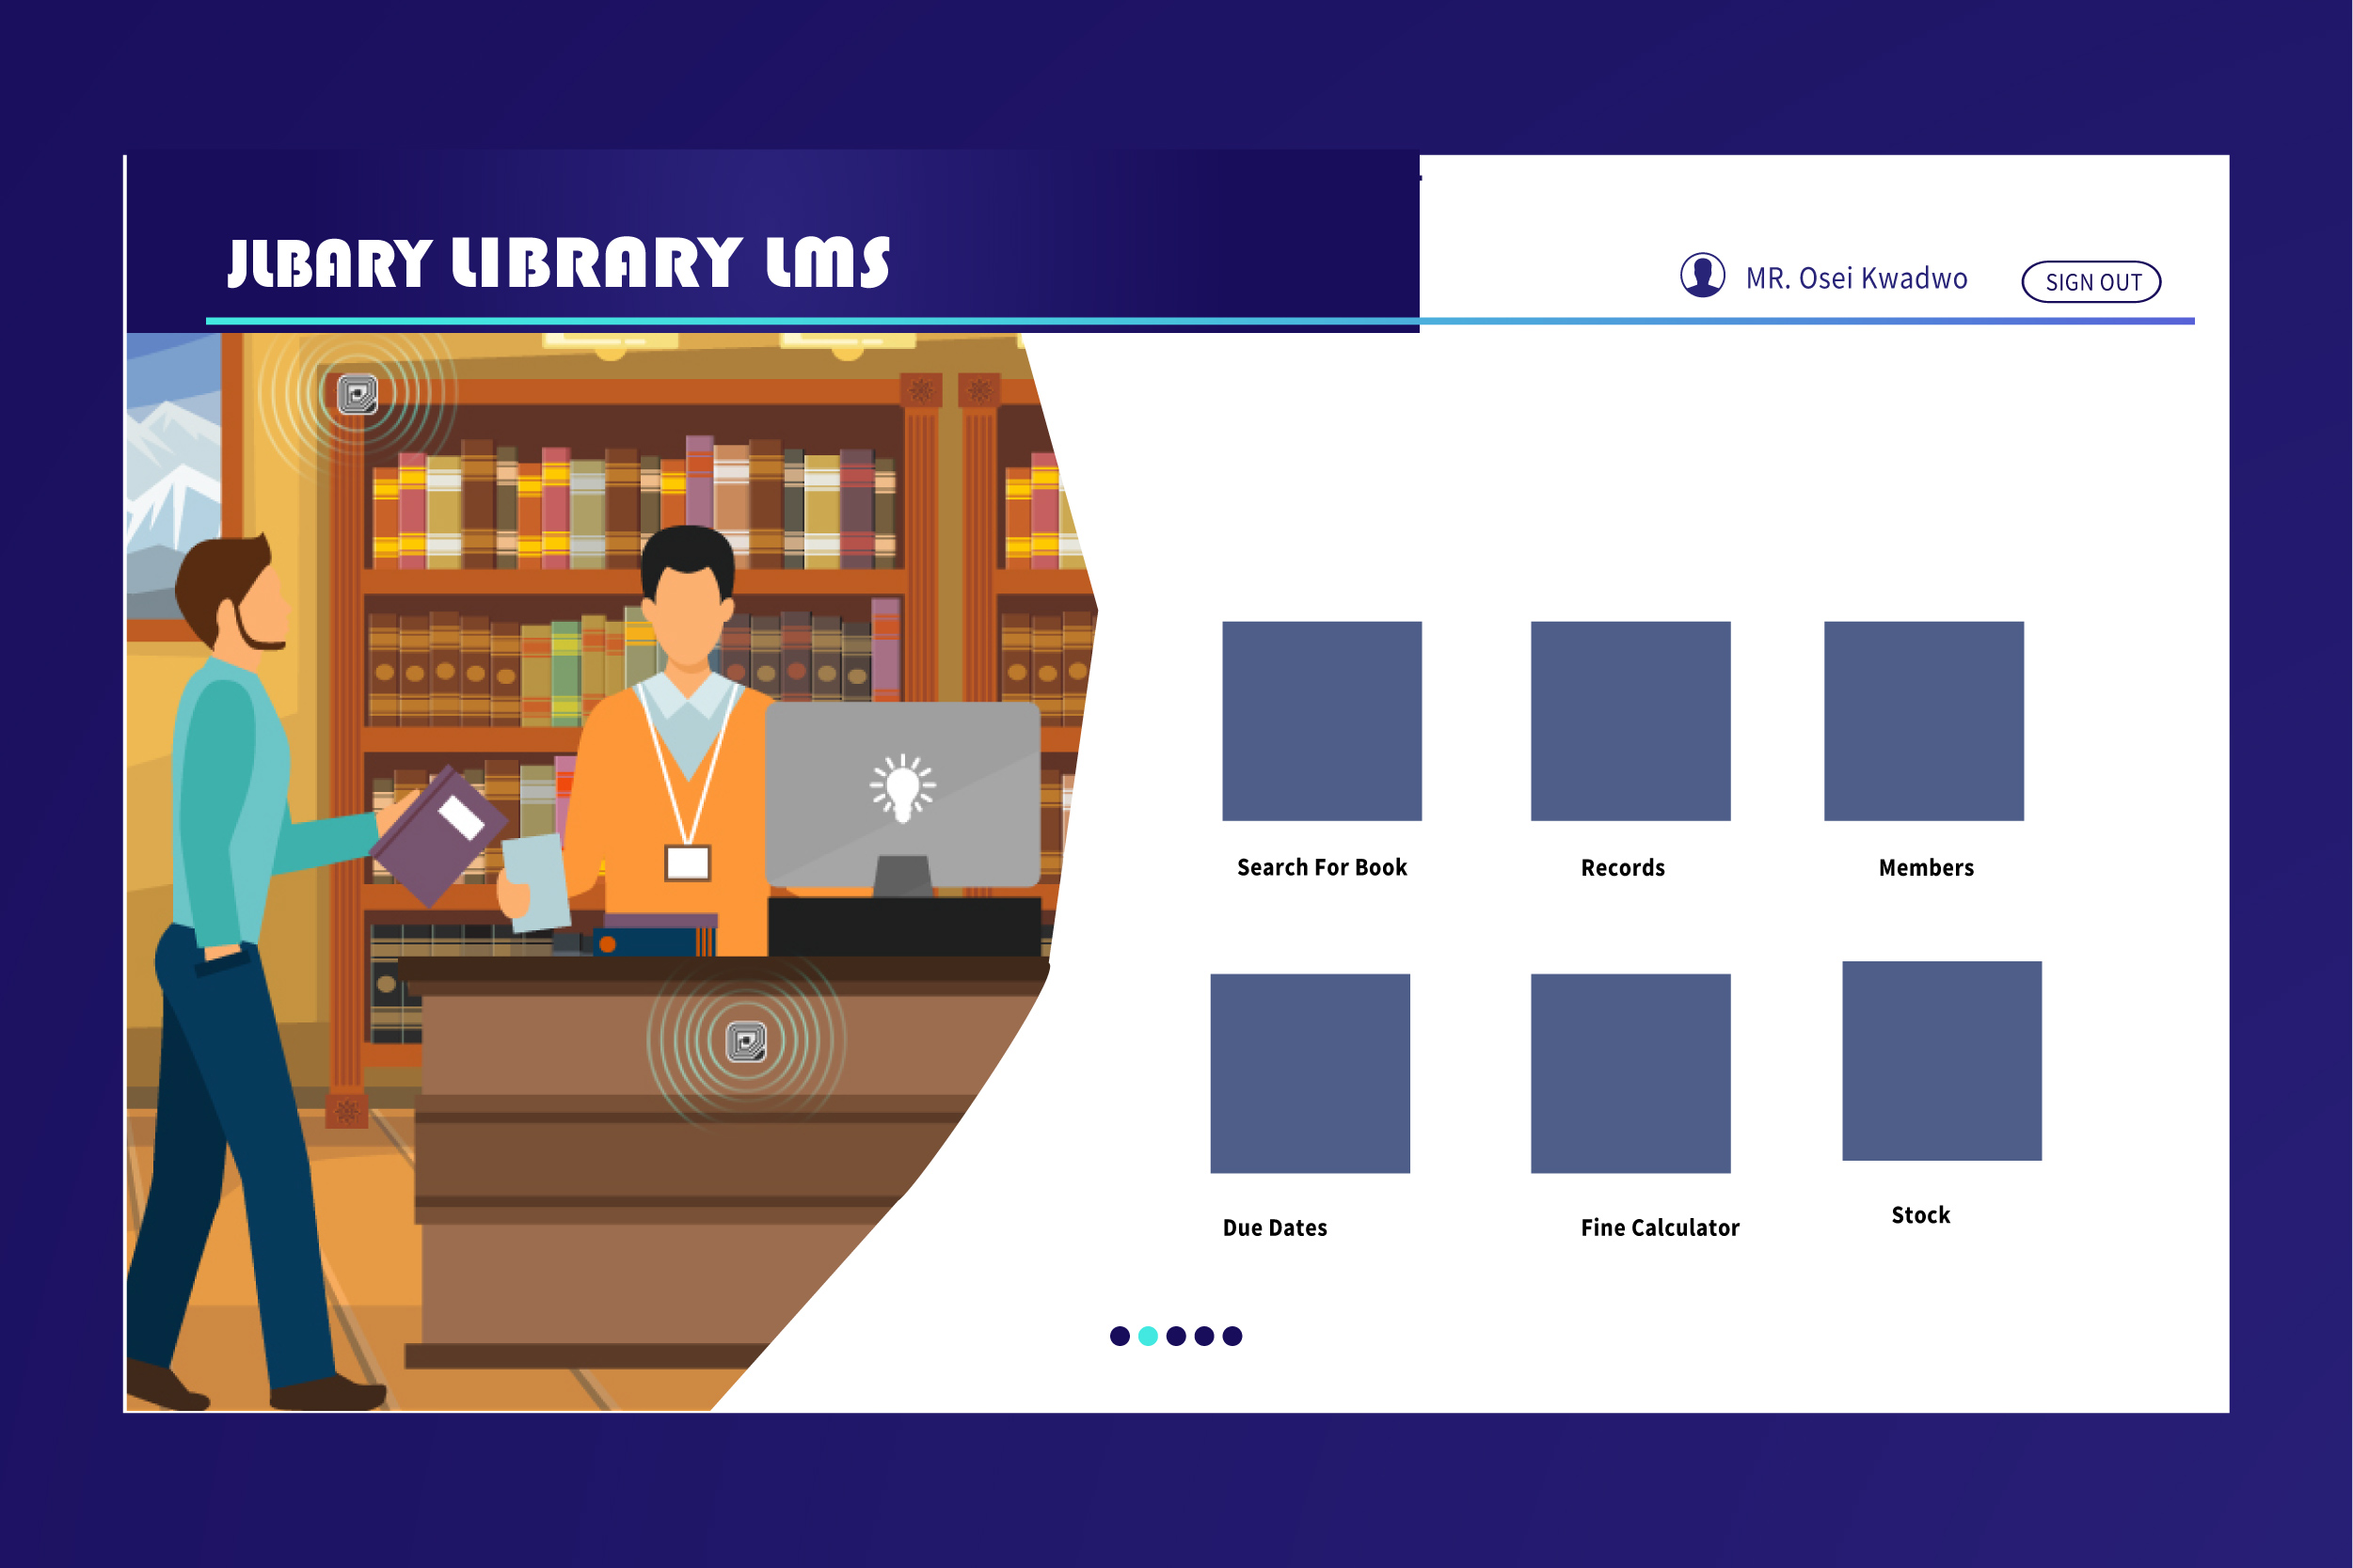 JLBARY LIBRARY LMS
MR. Osei Kwadwo
SIGN OUT
Search For Book
Records
Members
Due Dates
Fine Calculator
Stock